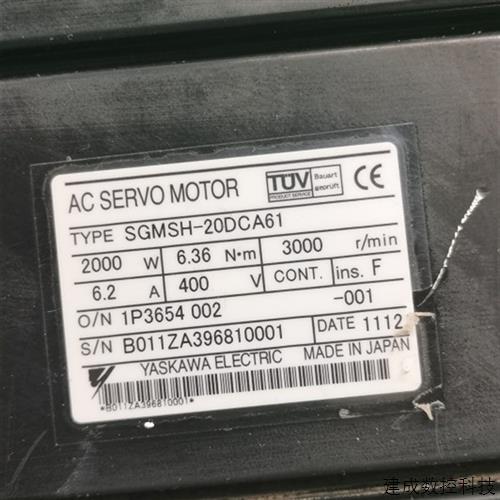 AC SERVO MOTOR
TÜV
PRODUCT SERVICE
Bauart
geprüft
CE
TYPE SGMSH-20DCA61
2000 W 6.36 N·m 3000 r/min
6.2 A 400 V CONT. ins. F
O/N 1P3654 002 -001
S/N B011ZA396810001 DATE 1112
YASKAWA ELECTRIC MADE IN JAPAN
*B011ZA396810001*
建成数控科技